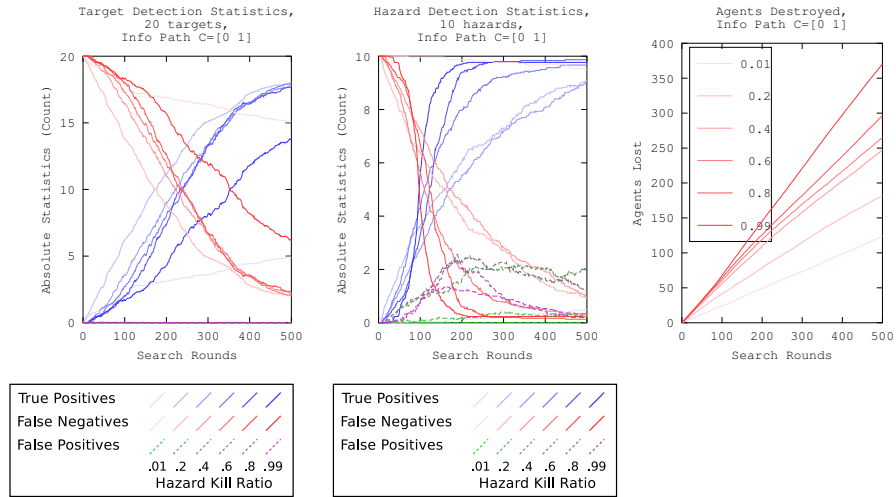 Target Detection Statistics,
20 targets,
Info Path C=[0 1]
20
15
10
5
0
Absolute Statistics (Count)
0 100 200 300 400 500
Search Rounds
Hazard Detection Statistics,
10 hazards,
Info Path C=[0 1]
10
8
6
4
2
0
Absolute Statistics (Count)
0 100 200 300 400 500
Search Rounds
Agents Destroyed,
Info Path C=[0 1]
400
350
300
250
200
150
100
50
0
Agents Lost
0.01
0.2
0.4
0.6
0.8
0.99
0 100 200 300 400 500
Search Rounds
True Positives
False Negatives
False Positives
.01 .2 .4 .6 .8 .99
Hazard Kill Ratio
True Positives
False Negatives
False Positives
.01 .2 .4 .6 .8 .99
Hazard Kill Ratio